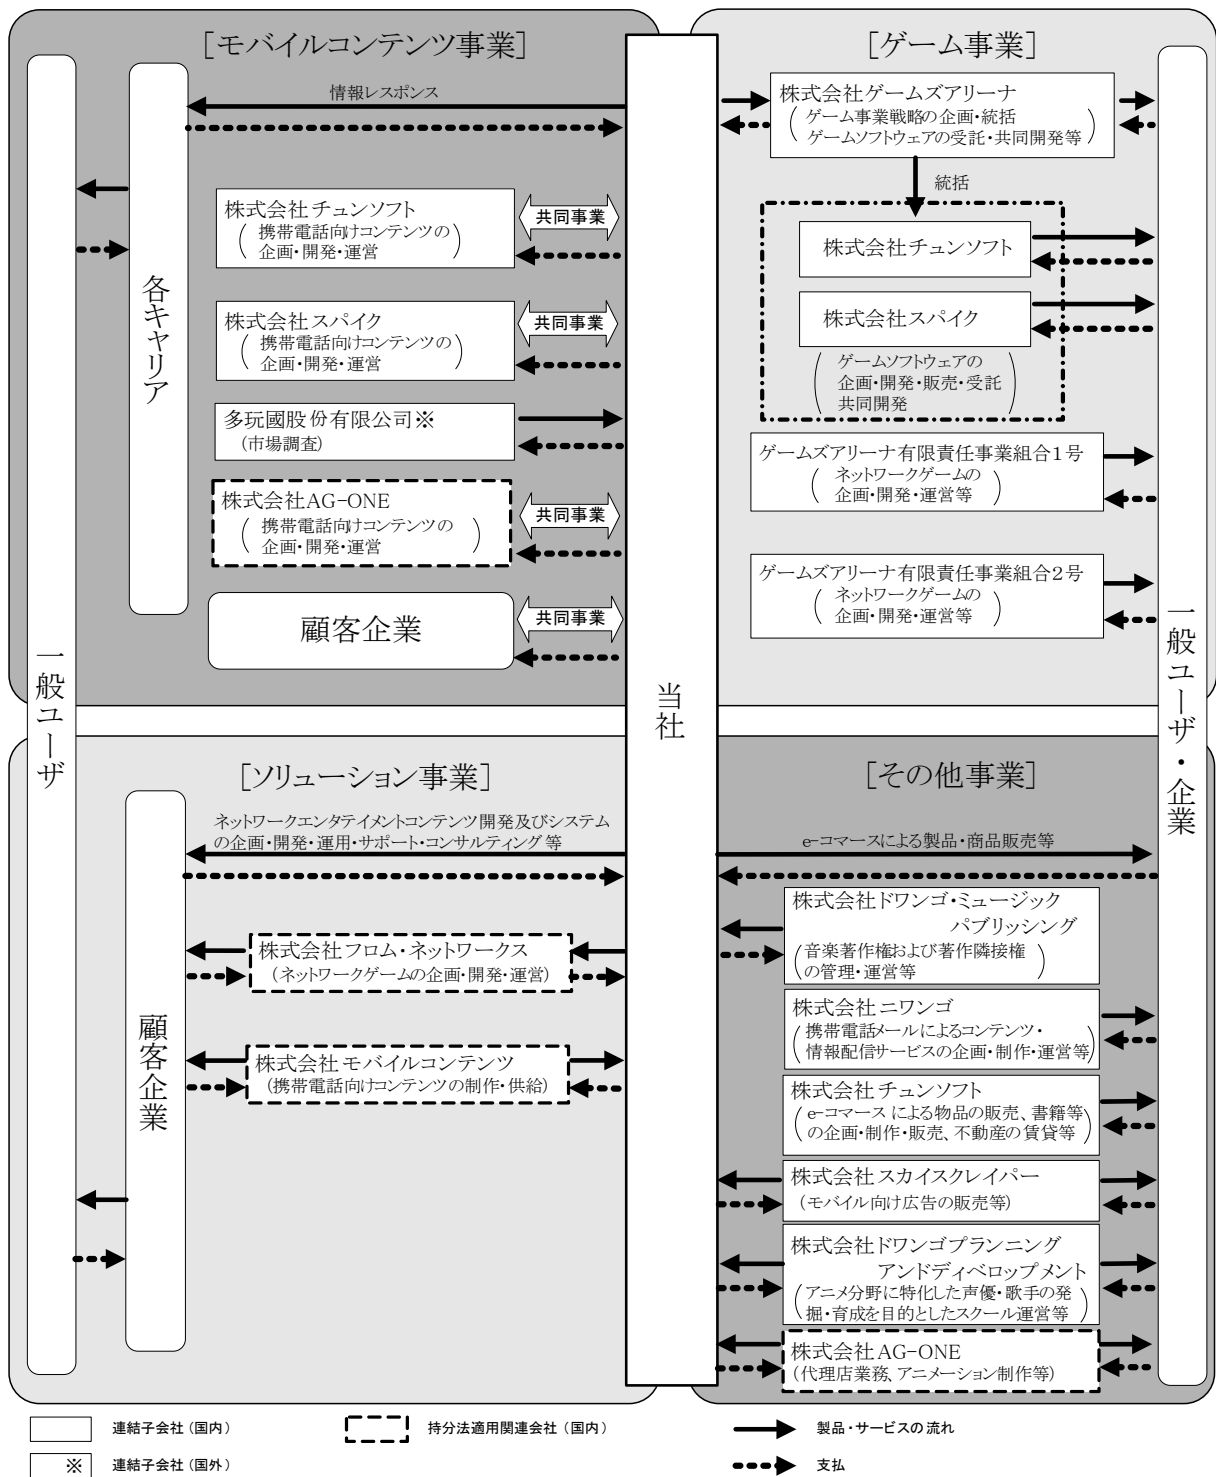 [モバイルコンテンツ事業]
情報レスポンス
株式会社チュンソフト
(携帯電話向けコンテンツの
企画・開発・運営)
共同事業
株式会社スパイク
(携帯電話向けコンテンツの
企画・開発・運営)
共同事業
多玩國股份有限公司※
(市場調査)
株式会社AG-ONE
(携帯電話向けコンテンツの
企画・開発・運営)
共同事業
顧客企業
共同事業
各キャリア
一般ユーザ
当社
[ゲーム事業]
株式会社ゲームズアリーナ
(ゲーム事業戦略の企画・統括
ゲームソフトウェアの受託・共同開発等)
統括
株式会社チュンソフト
株式会社スパイク
(ゲームソフトウェアの
企画・開発・販売・受託
共同開発)
ゲームズアリーナ有限責任事業組合1号
(ネットワークゲームの
企画・開発・運営等)
ゲームズアリーナ有限責任事業組合2号
(ネットワークゲームの
企画・開発・運営等)
一般ユーザ・企業
[ソリューション事業]
ネットワークエンタテイメントコンテンツ開発及びシステム
の企画・開発・運用・サポート・コンサルティング等
株式会社フロム・ネットワークス
(ネットワークゲームの企画・開発・運営)
株式会社モバイルコンテンツ
(携帯電話向けコンテンツの制作・供給)
顧客企業
[その他事業]
e-コマースによる製品・商品販売等
株式会社ドワンゴ・ミュージック
パブリッシング
(音楽著作権および著作隣接権
の管理・運営等)
株式会社ニワンゴ
(携帯電話メールによるコンテンツ・
情報配信サービスの企画・制作・運営等)
株式会社チュンソフト
(e-コマースによる物品の販売、書籍等
の企画・制作・販売、不動産の賃貸等)
株式会社スカイスクレイパー
(モバイル向け広告の販売等)
株式会社ドワンゴプランニング
アンドディベロップメント
(アニメ分野に特化した声優・歌手の発
掘・育成を目的としたスクール運営等)
株式会社AG-ONE
(代理店業務、アニメーション制作等)
連結子会社(国内)
持分法適用関連会社(国内)
製品・サービスの流れ
※ 連結子会社(国外)
支払